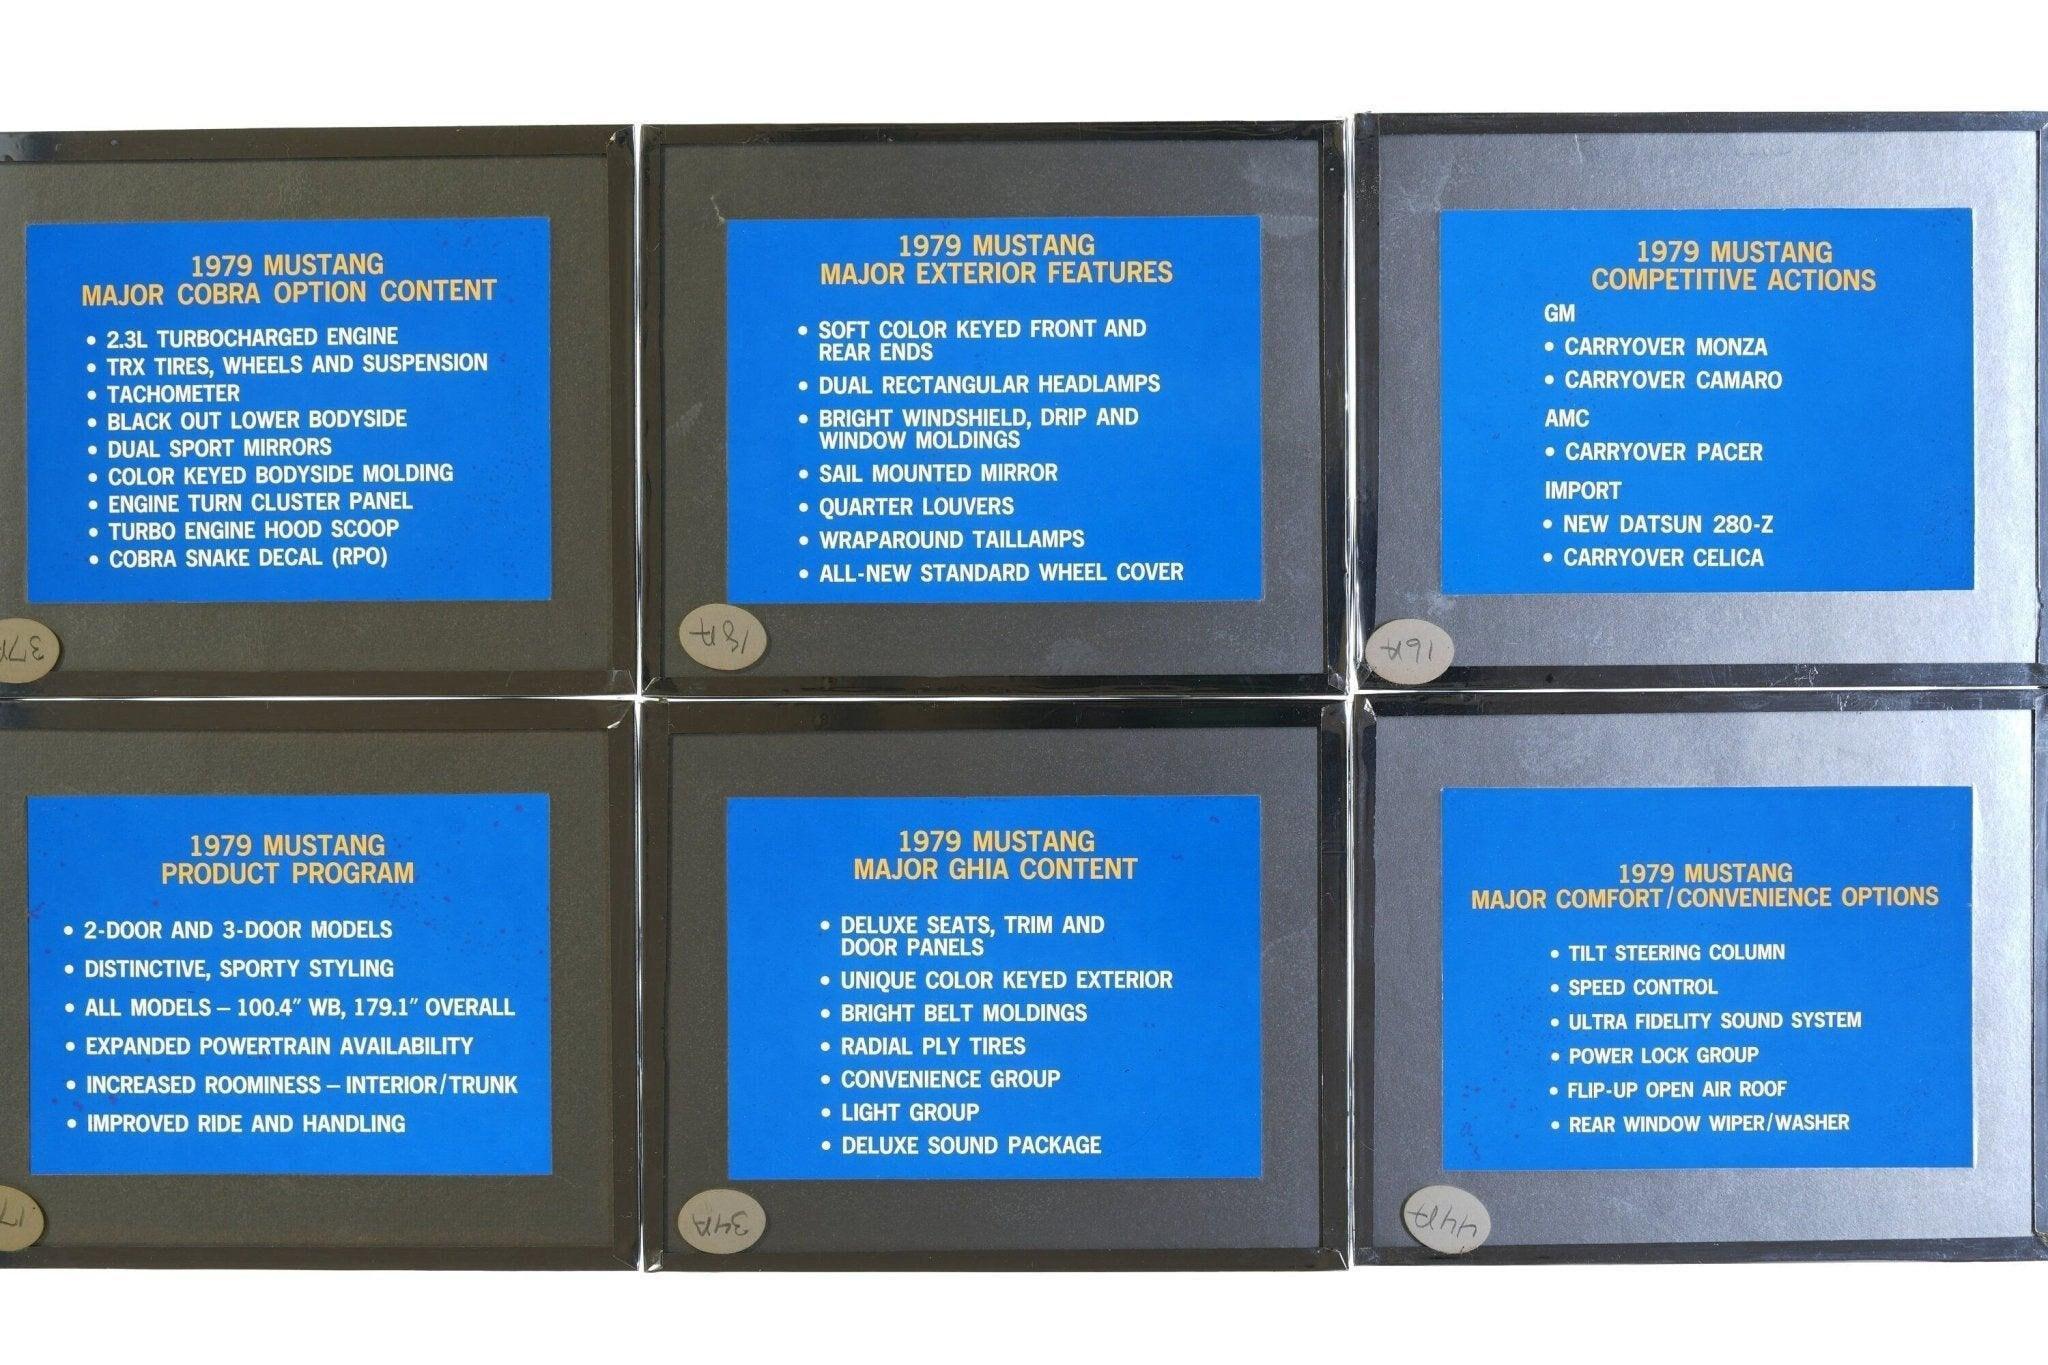 1979 MUSTANG
MAJOR COBRA OPTION CONTENT
• 2.3L TURBOCHARGED ENGINE
• TRX TIRES, WHEELS AND SUSPENSION
• TACHOMETER
• BLACK OUT LOWER BODYSIDE
• DUAL SPORT MIRRORS
• COLOR KEYED BODYSIDE MOLDING
• ENGINE TURN CLUSTER PANEL
• TURBO ENGINE HOOD SCOOP
• COBRA SNAKE DECAL (RPO)
37A
1979 MUSTANG
MAJOR EXTERIOR FEATURES
• SOFT COLOR KEYED FRONT AND
REAR ENDS
• DUAL RECTANGULAR HEADLAMPS
• BRIGHT WINDSHIELD, DRIP AND
WINDOW MOLDINGS
• SAIL MOUNTED MIRROR
• QUARTER LOUVERS
• WRAPAROUND TAILLAMPS
• ALL-NEW STANDARD WHEEL COVER
18A
1979 MUSTANG
COMPETITIVE ACTIONS
GM
• CARRYOVER MONZA
• CARRYOVER CAMARO
AMC
• CARRYOVER PACER
IMPORT
• NEW DATSUN 280-Z
• CARRYOVER CELICA
16A
1979 MUSTANG
PRODUCT PROGRAM
• 2-DOOR AND 3-DOOR MODELS
• DISTINCTIVE, SPORTY STYLING
• ALL MODELS – 100.4″ WB, 179.1″ OVERALL
• EXPANDED POWERTRAIN AVAILABILITY
• INCREASED ROOMINESS – INTERIOR/TRUNK
• IMPROVED RIDE AND HANDLING
17
1979 MUSTANG
MAJOR GHIA CONTENT
• DELUXE SEATS, TRIM AND
DOOR PANELS
• UNIQUE COLOR KEYED EXTERIOR
• BRIGHT BELT MOLDINGS
• RADIAL PLY TIRES
• CONVENIENCE GROUP
• LIGHT GROUP
• DELUXE SOUND PACKAGE
34A
1979 MUSTANG
MAJOR COMFORT/CONVENIENCE OPTIONS
• TILT STEERING COLUMN
• SPEED CONTROL
• ULTRA FIDELITY SOUND SYSTEM
• POWER LOCK GROUP
• FLIP-UP OPEN AIR ROOF
• REAR WINDOW WIPER/WASHER
44A